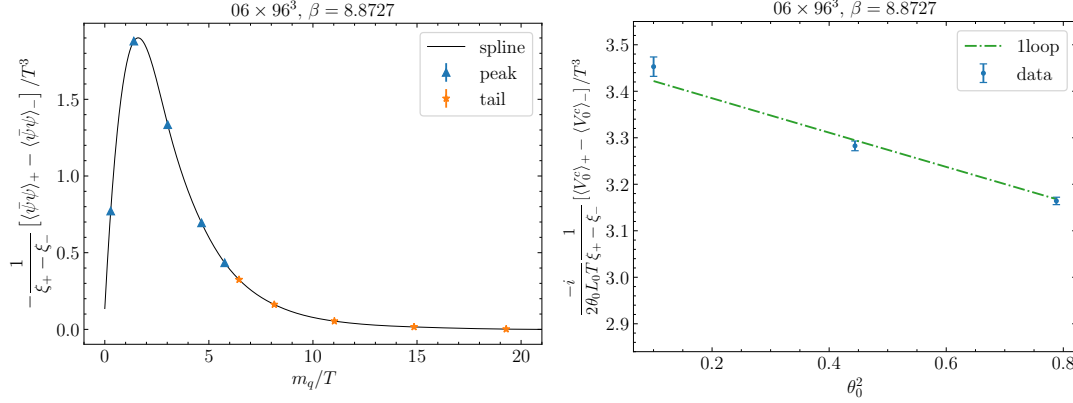 06 × 96³, β = 8.8727
− 1 / (ξ₊ − ξ₋) [⟨ψ̄ψ⟩₊ − ⟨ψ̄ψ⟩₋] /T³
1.5
1.0
0.5
0.0
spline
peak
tail
0 5 10 15 20
m_q/T
06 × 96³, β = 8.8727
−i / (2θ₀L₀T) 1 / (ξ₊ − ξ₋) [⟨V₀ᶜ⟩₊ − ⟨V₀ᶜ⟩₋]/T³
3.5
3.4
3.3
3.2
3.1
3.0
2.9
1loop
data
0.2 0.4 0.6 0.8
θ₀²